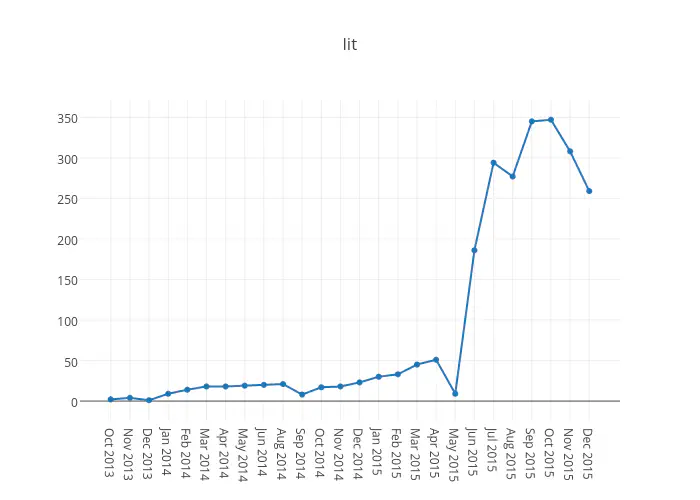 lit
350
300
250
200
150
100
50
0
Oct 2013
Nov 2013
Dec 2013
Jan 2014
Feb 2014
Mar 2014
Apr 2014
May 2014
Jun 2014
Aug 2014
Sep 2014
Oct 2014
Nov 2014
Dec 2014
Jan 2015
Feb 2015
Mar 2015
Apr 2015
May 2015
Jun 2015
Jul 2015
Aug 2015
Sep 2015
Oct 2015
Nov 2015
Dec 2015